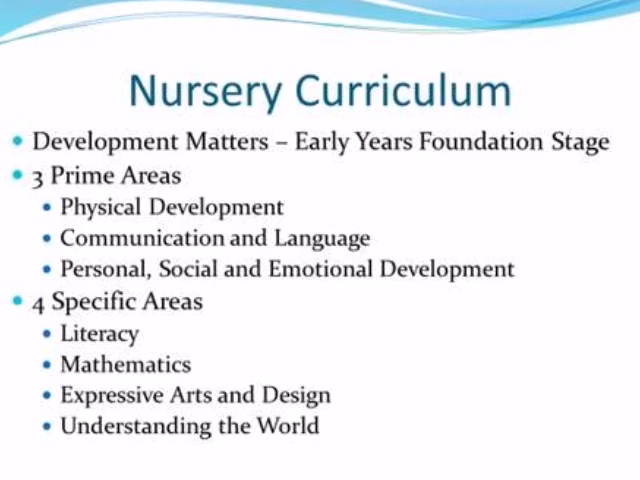 Nursery Curriculum
Development Matters – Early Years Foundation Stage
3 Prime Areas
Physical Development
Communication and Language
Personal, Social and Emotional Development
4 Specific Areas
Literacy
Mathematics
Expressive Arts and Design
Understanding the World